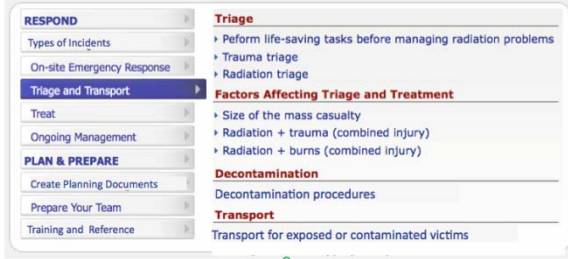 RESPOND
Types of Incidents
On-site Emergency Response
Triage and Transport
Treat
Ongoing Management
PLAN & PREPARE
Create Planning Documents
Prepare Your Team
Training and Reference
Triage
Peform life-saving tasks before managing radiation problems
Trauma triage
Radiation triage
Factors Affecting Triage and Treatment
Size of the mass casualty
Radiation + trauma (combined injury)
Radiation + burns (combined injury)
Decontamination
Decontamination procedures
Transport
Transport for exposed or contaminated victims